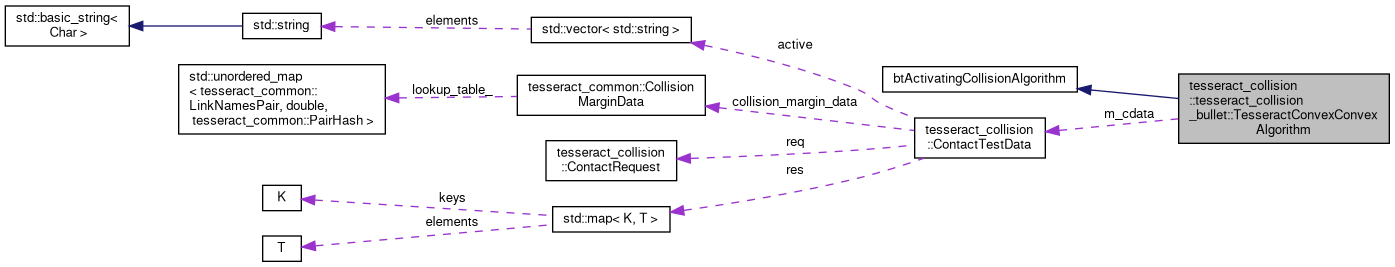 std::basic_string<
Char >
std::string
elements
std::vector< std::string >
active
std::unordered_map
< tesseract_common::
LinkNamesPair, double,
tesseract_common::PairHash >
lookup_table_
tesseract_common::Collision
MarginData
collision_margin_data
btActivatingCollisionAlgorithm
tesseract_collision
::tesseract_collision
_bullet::TesseractConvexConvex
Algorithm
m_cdata
tesseract_collision
::ContactTestData
tesseract_collision
::ContactRequest
req
res
K
keys
std::map< K, T >
elements
T